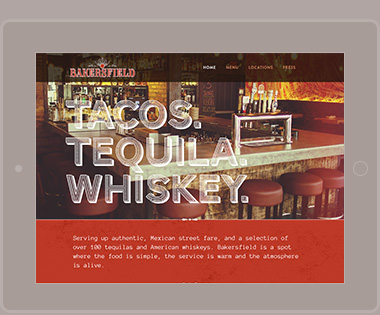 BAKERSFIELD
HOME MENU LOCATIONS PRESS
TACOS.
TEQUILA.
WHISKEY.
Serving up authentic, Mexican street fare, and a selection of
over 100 tequilas and American whiskeys. Bakersfield is a spot
where the food is simple, the service is warm and the atmosphere
is alive.